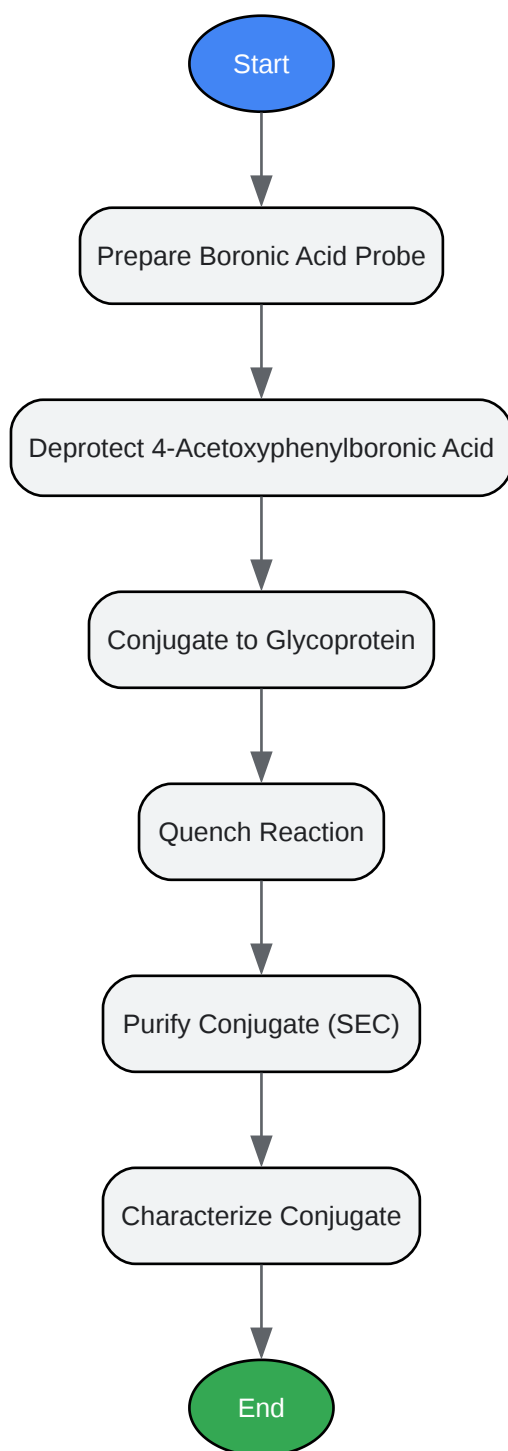 Start
Prepare Boronic Acid Probe
Deprotect 4-Acetoxyphenylboronic Acid
Conjugate to Glycoprotein
Quench Reaction
Purify Conjugate (SEC)
Characterize Conjugate
End